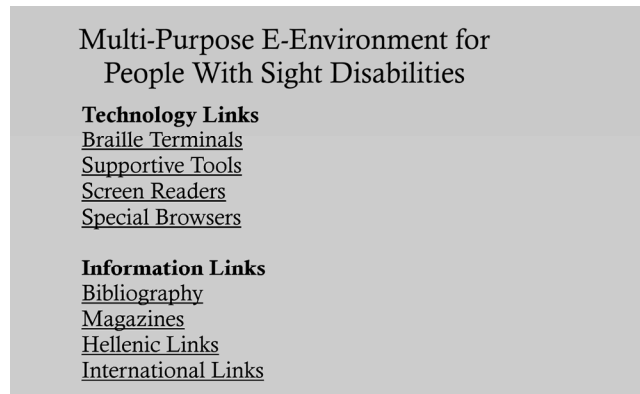 Multi-Purpose E-Environment for
People With Sight Disabilities
Technology Links
Braille Terminals
Supportive Tools
Screen Readers
Special Browsers
Information Links
Bibliography
Magazines
Hellenic Links
International Links